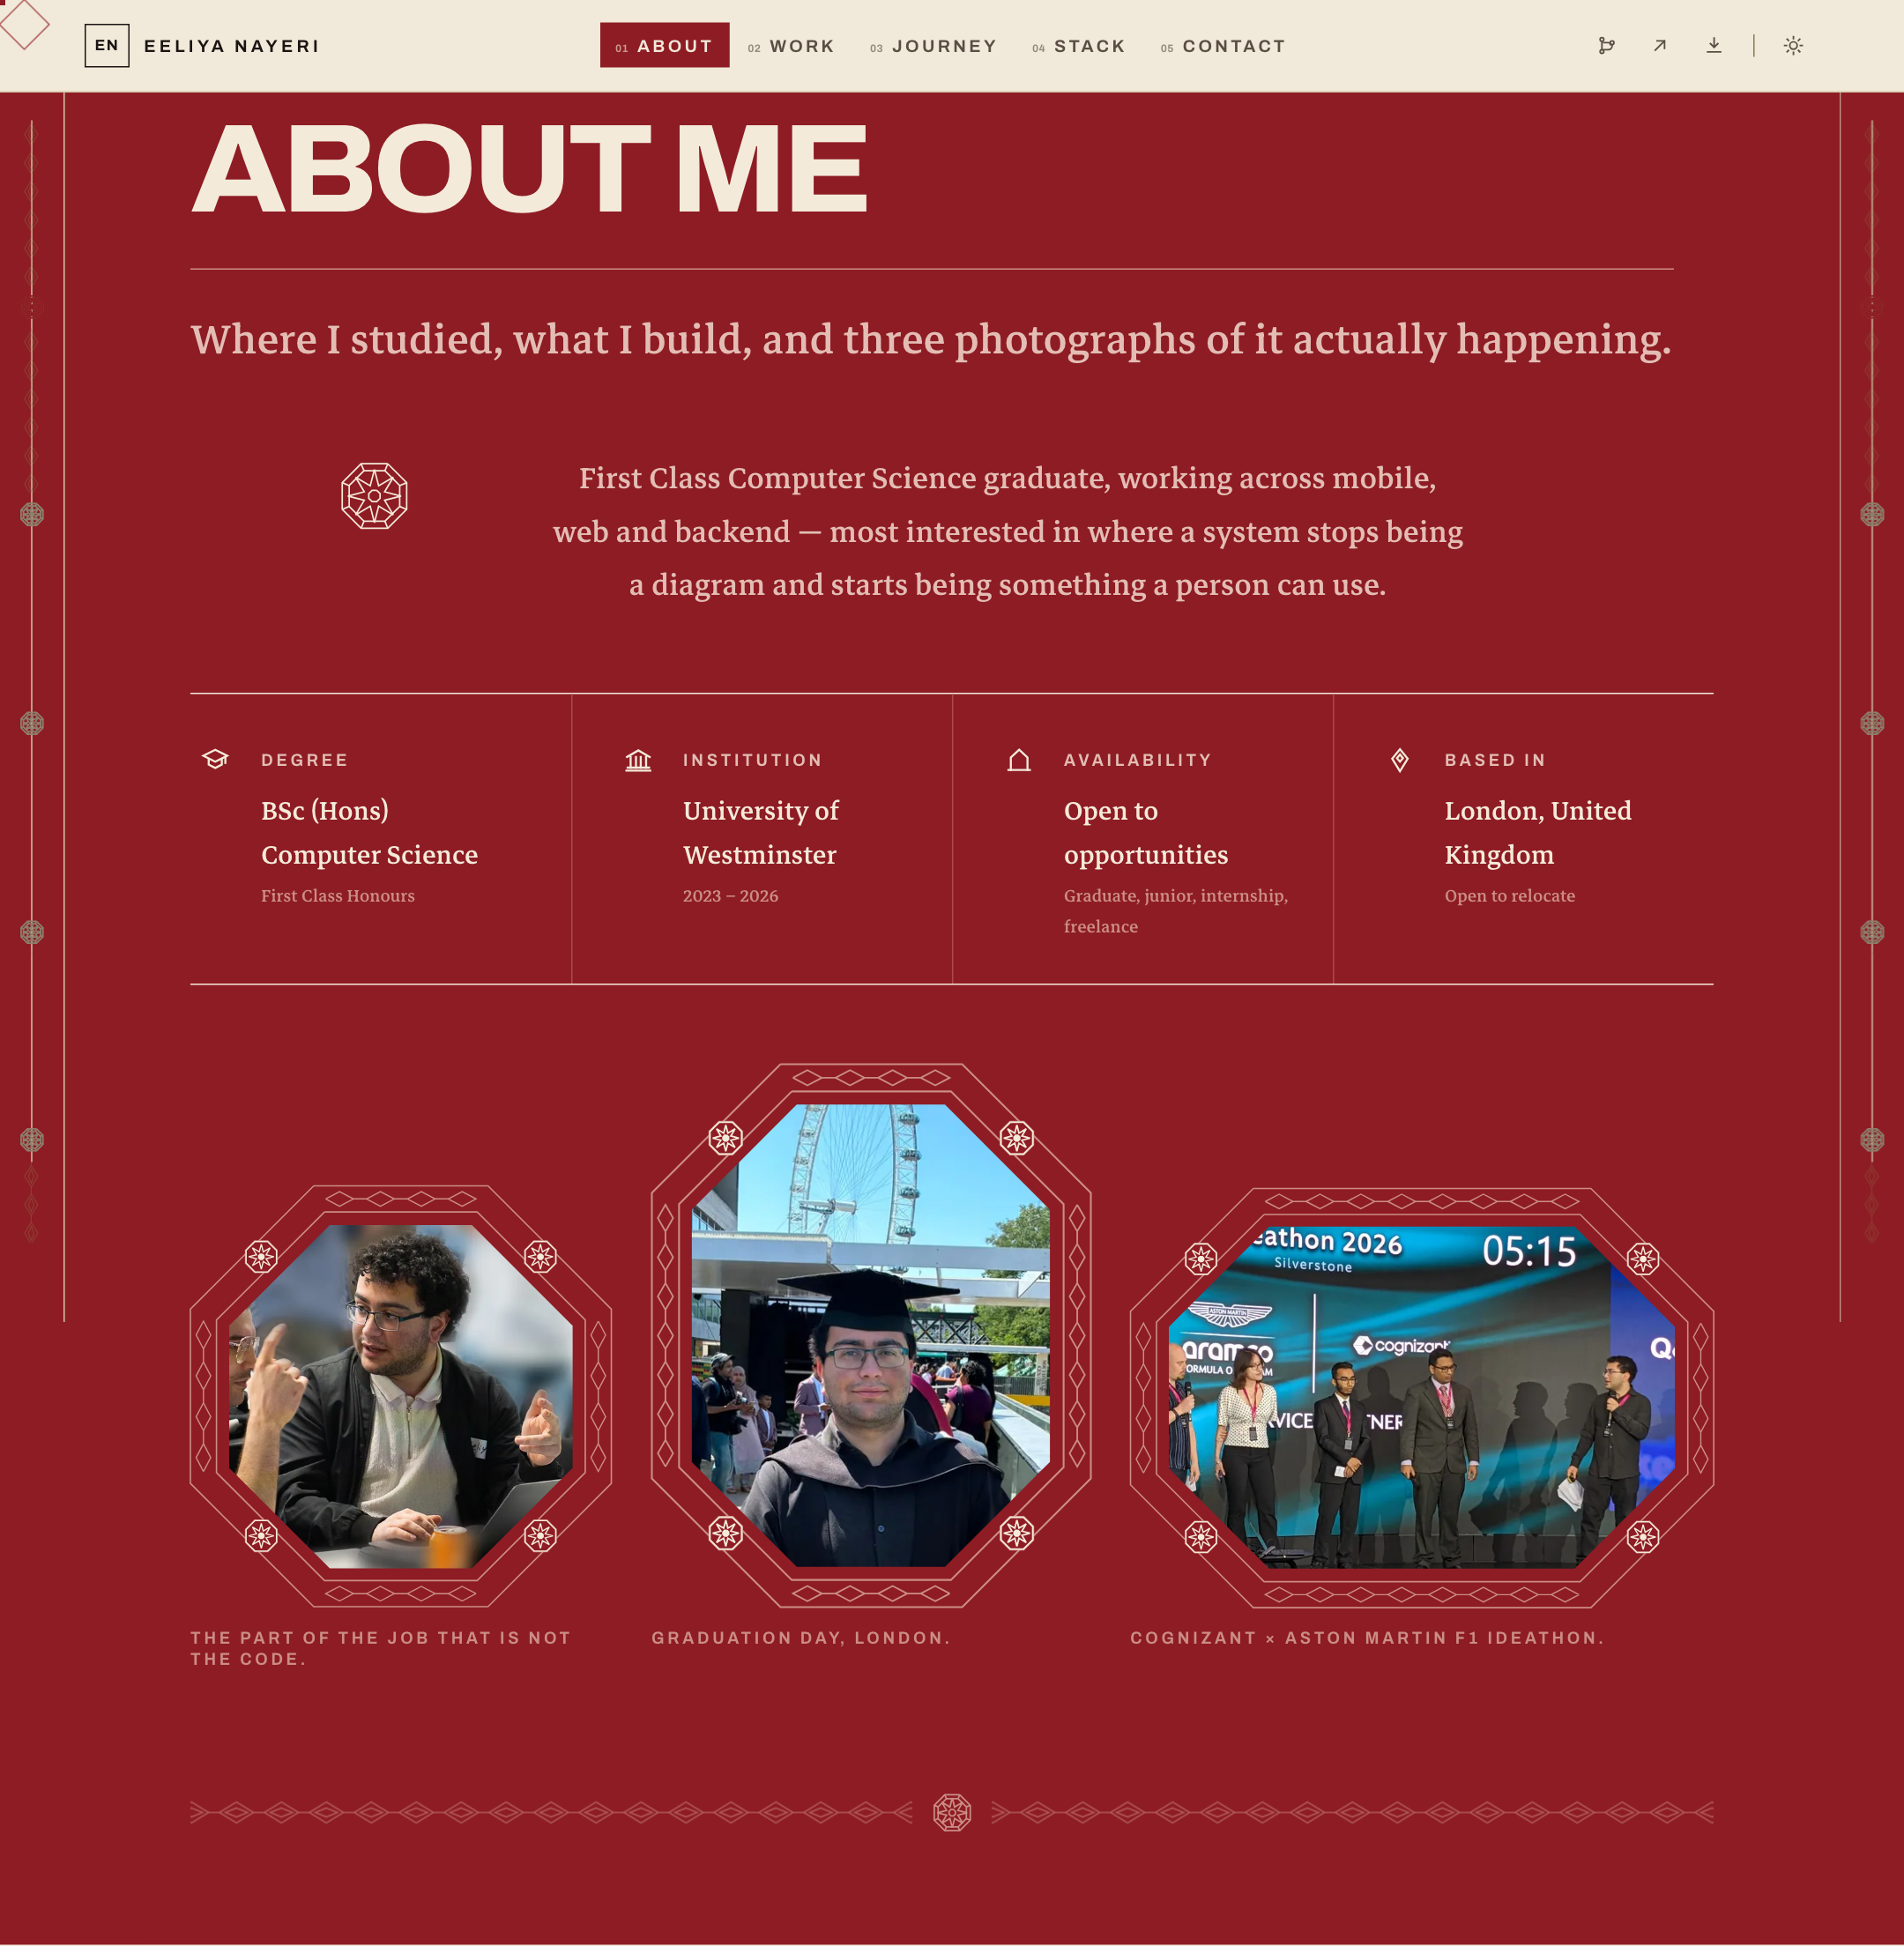 EN EELIYA NAYERI
01 ABOUT 02 WORK 03 JOURNEY 04 STACK 05 CONTACT
ABOUT ME
Where I studied, what I build, and three photographs of it actually happening.
First Class Computer Science graduate, working across mobile,
web and backend — most interested in where a system stops being
a diagram and starts being something a person can use.
DEGREE
BSc (Hons)
Computer Science
First Class Honours
INSTITUTION
University of
Westminster
2023 – 2026
AVAILABILITY
Open to
opportunities
Graduate, junior, internship,
freelance
BASED IN
London, United
Kingdom
Open to relocate
eathon 2026
Silverstone
05:15
ASTON MARTIN
aramco
cognizant
THE PART OF THE JOB THAT IS NOT
THE CODE.
GRADUATION DAY, LONDON.
COGNIZANT × ASTON MARTIN F1 IDEATHON.